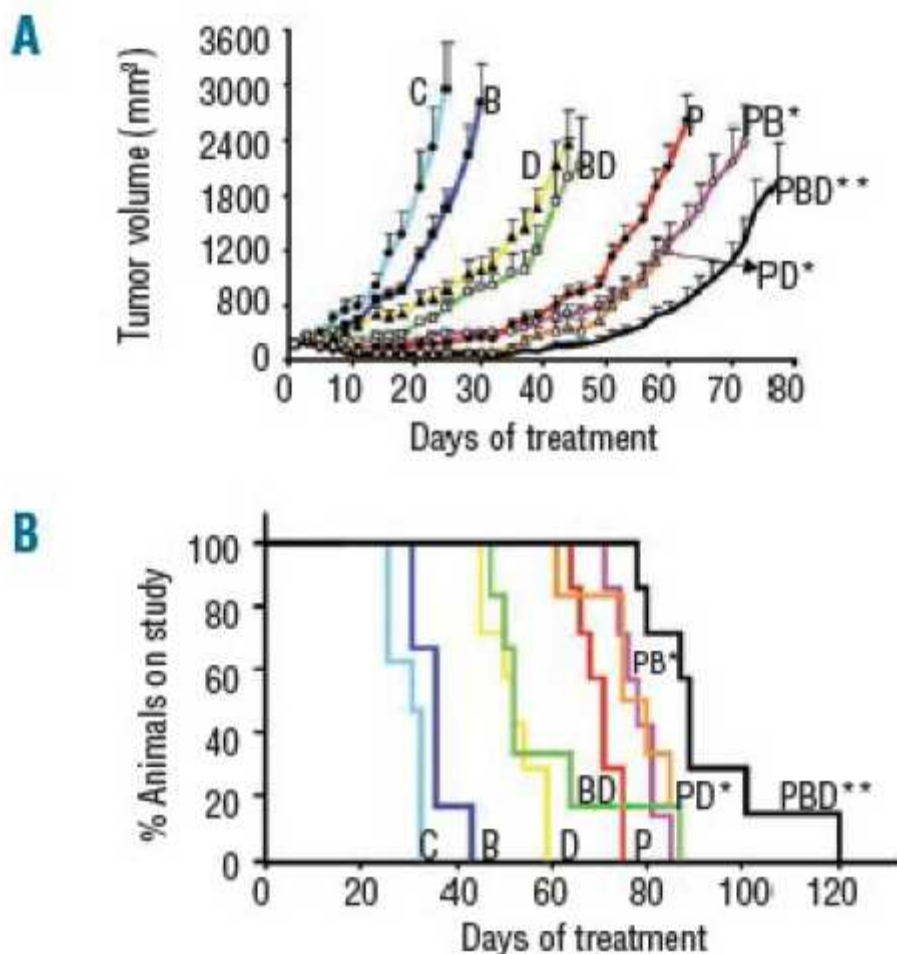 A
Tumor volume (mm³)
3600
3000
2400
1200
800
0
C
B
D
BD
P
PB*
PBD**
PD*
0 10 20 30 40 50 60 70 80
Days of treatment
B
% Animals on study
100
80
60
40
20
0
PB*
BD
PD*
PBD**
C
B
D
P
0 20 40 60 80 100 120
Days of treatment